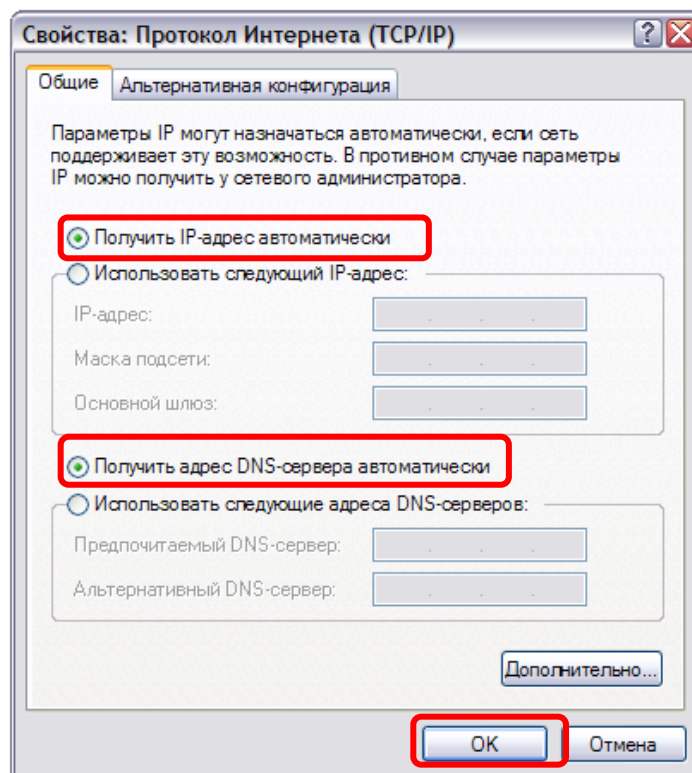 Свойства: Протокол Интернета (TCP/IP)
Общие
Альтернативная конфигурация
Параметры IP могут назначаться автоматически, если сеть
поддерживает эту возможность. В противном случае параметры
IP можно получить у сетевого администратора.
Получить IP-адрес автоматически
Использовать следующий IP-адрес:
IP-адрес:
Маска подсети:
Основной шлюз:
Получить адрес DNS-сервера автоматически
Использовать следующие адреса DNS-серверов:
Предпочитаемый DNS-сервер:
Альтернативный DNS-сервер:
Дополнительно...
OK
Отмена